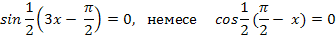 sin 1/2 (3x − π/2) = 0, немесе cos 1/2 (π/2 − x) = 0